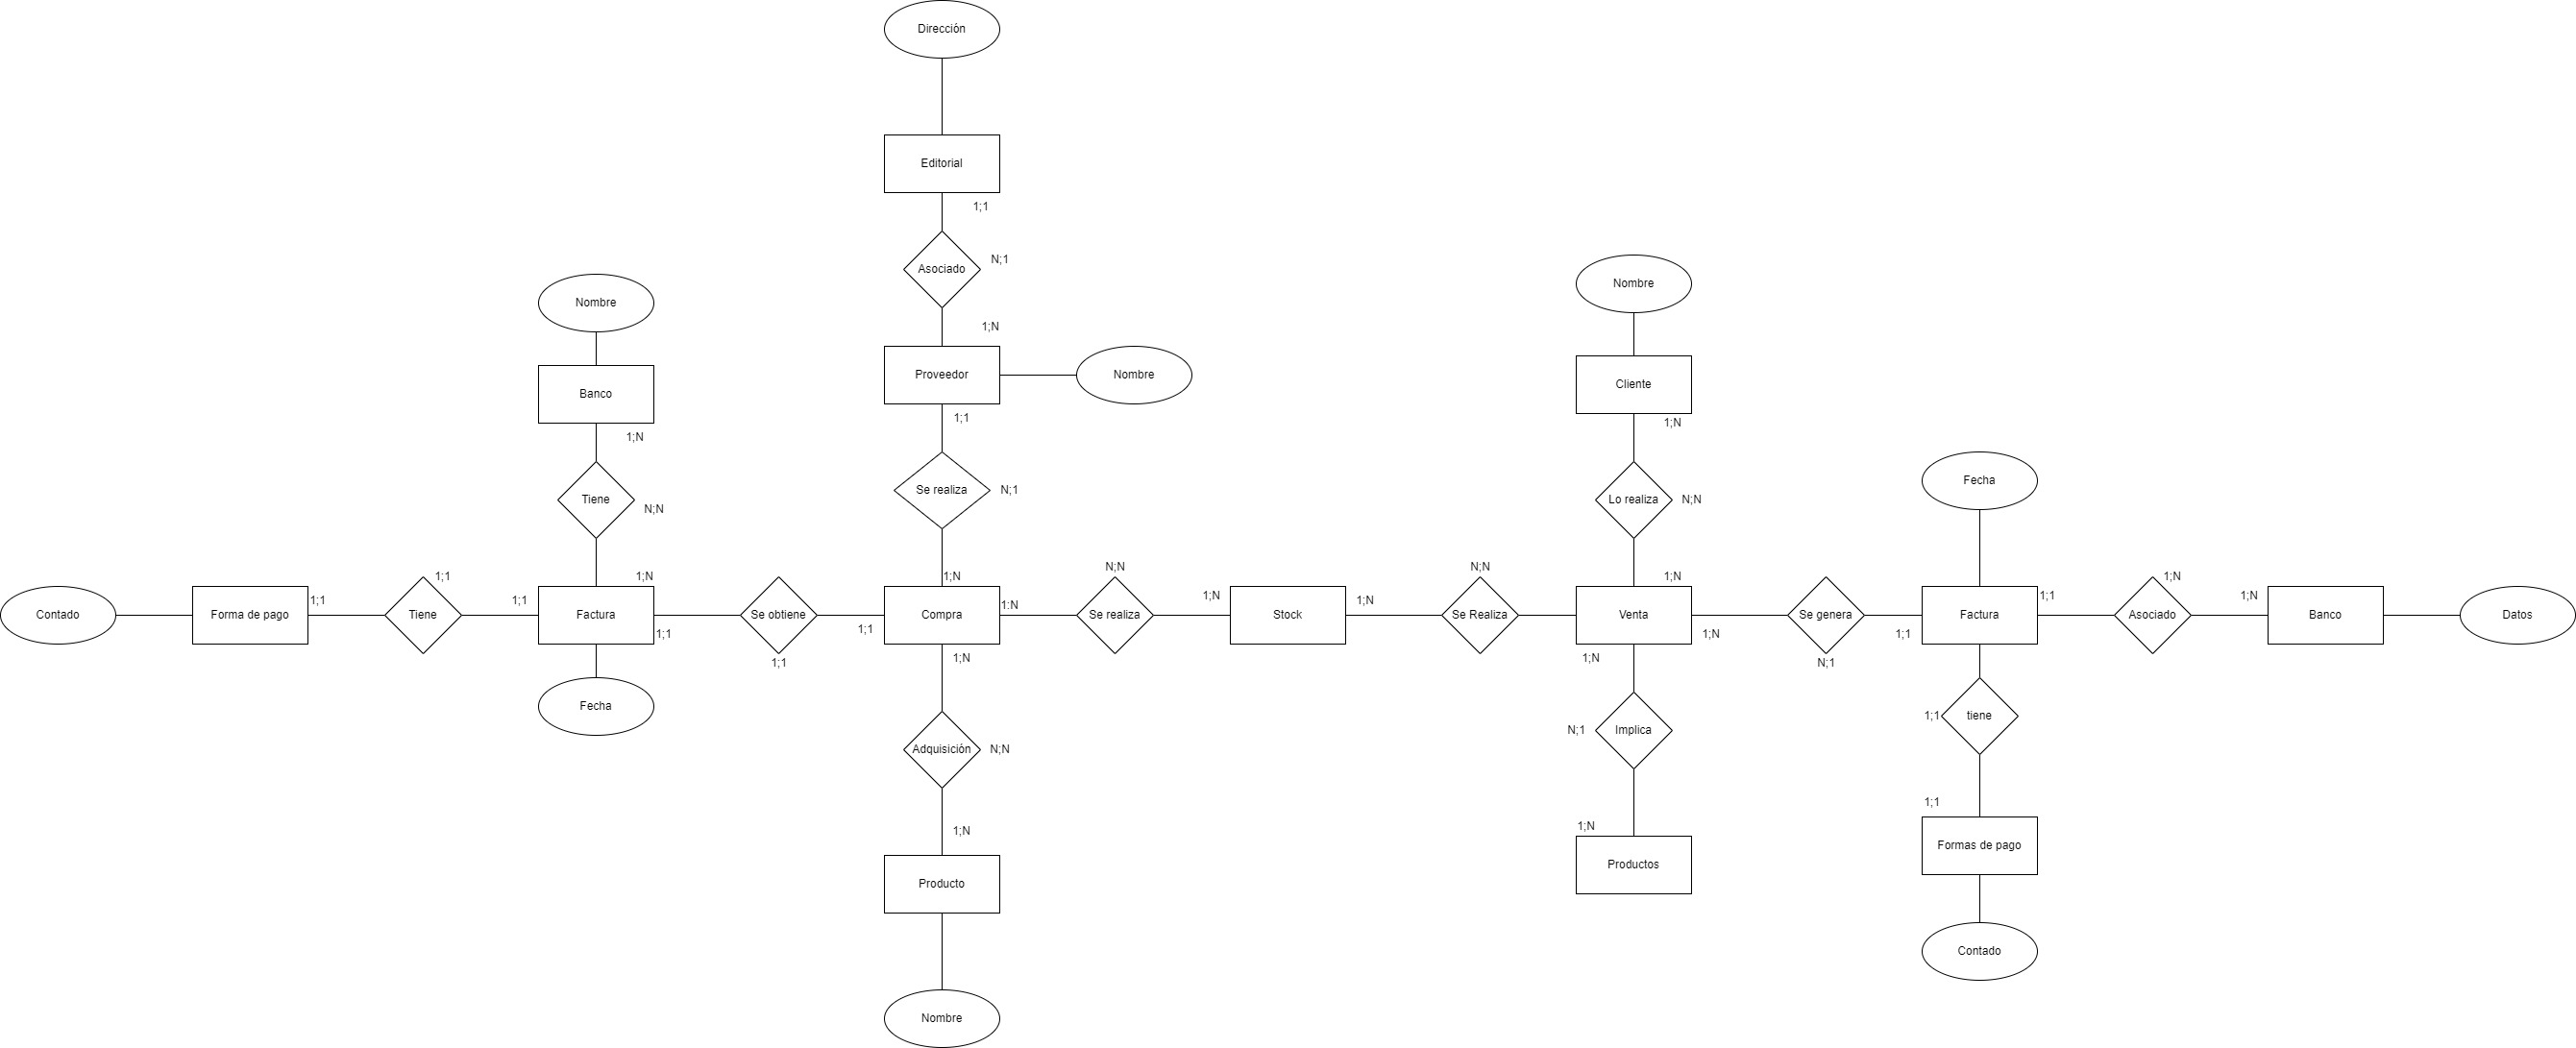 Dirección
Editorial
1;1
Asociado
N;1
1;N
Proveedor
Nombre
1;1
Se realiza
N;1
1;N
Nombre
Banco
1;N
Tiene
N;N
1;N
Contado
Forma de pago
1;1
Tiene
1;1
1;1
Factura
1;1
Fecha
Se obtiene
1;1
1;1
Compra
1:N
1;N
Adquisición
N;N
1;N
Producto
Nombre
N;N
Se realiza
1;N
Stock
1;N
N;N
Se Realiza
Nombre
Cliente
1;N
Lo realiza
N;N
1;N
Venta
1;N
1;N
N;1
Implica
1;N
Productos
Se genera
N;1
1;1
Fecha
Factura
1;1
1;N
Asociado
1;N
Banco
Datos
1;1
tiene
1;1
Formas de pago
Contado